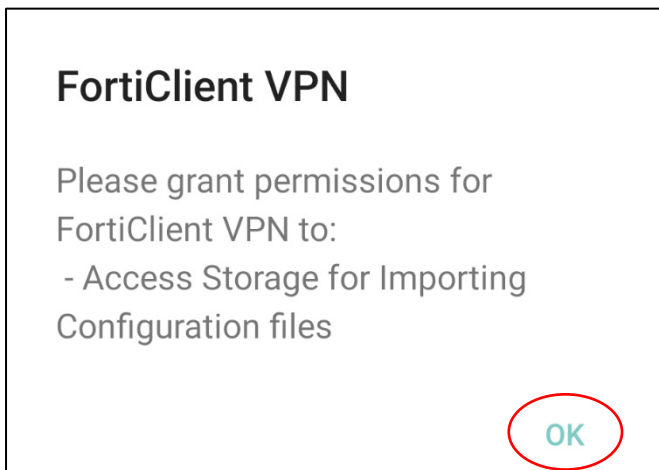 FortiClient VPN
Please grant permissions for
FortiClient VPN to:
- Access Storage for Importing
Configuration files
OK